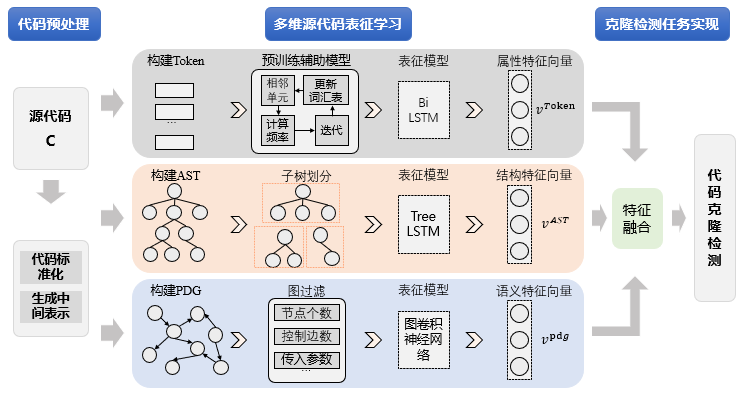 代码预处理
多维源代码表征学习
克隆检测任务实现
源代码
C
代码标
准化
生成中
间表示
构建Token
...
预训练辅助模型
相邻
单元
更新
词汇表
计算
频率
迭代
表征模型
Bi
LSTM
属性特征向量
v^Token
构建AST
子树划分
表征模型
Tree
LSTM
结构特征向量
v^AST
构建PDG
图过滤
节点个数
控制边数
传入参数
...
表征模型
图卷积
神经网
络
语义特征向量
v^pdg
特征
融合
代
码
克
隆
检
测